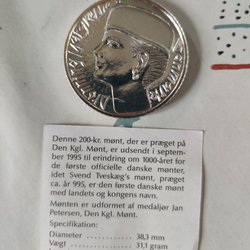 Denne 200-kr. mønt, der er præget på
Den Kgl. Mønt, er udsendt i septem-
ber 1995 til erindring om 1000-året for
de første officielle danske mønter,
idet Svend Tveskæg's mønt, præget
ca. år 995, er den første danske mønt
med landets og kongens navn.
Mønten er udformet af medaljør Jan
Petersen, Den Kgl. Mønt.
Specifikation:
Diameter .............. 38,3 mm
Vægt .............. 31,1 gram